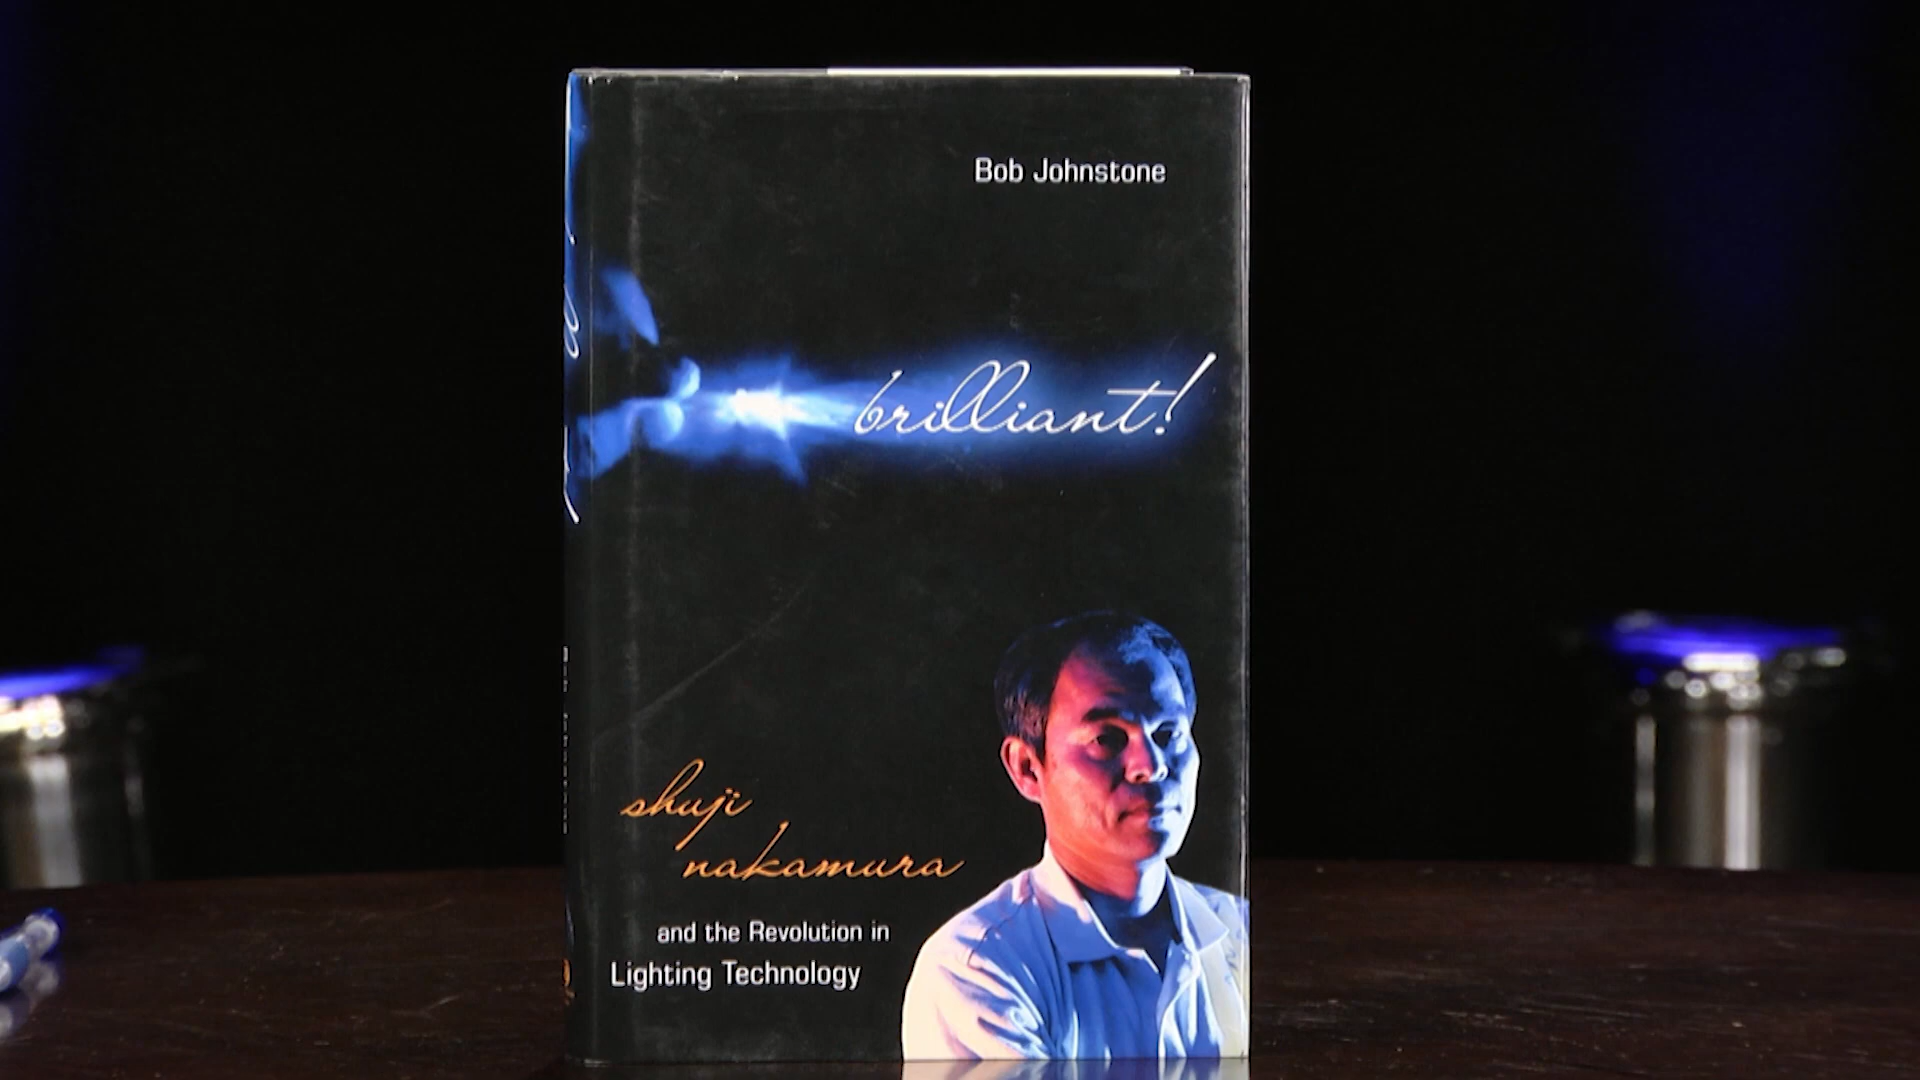 Bob Johnstone
brilliant!
shuji
nakamura
and the Revolution in
Lighting Technology